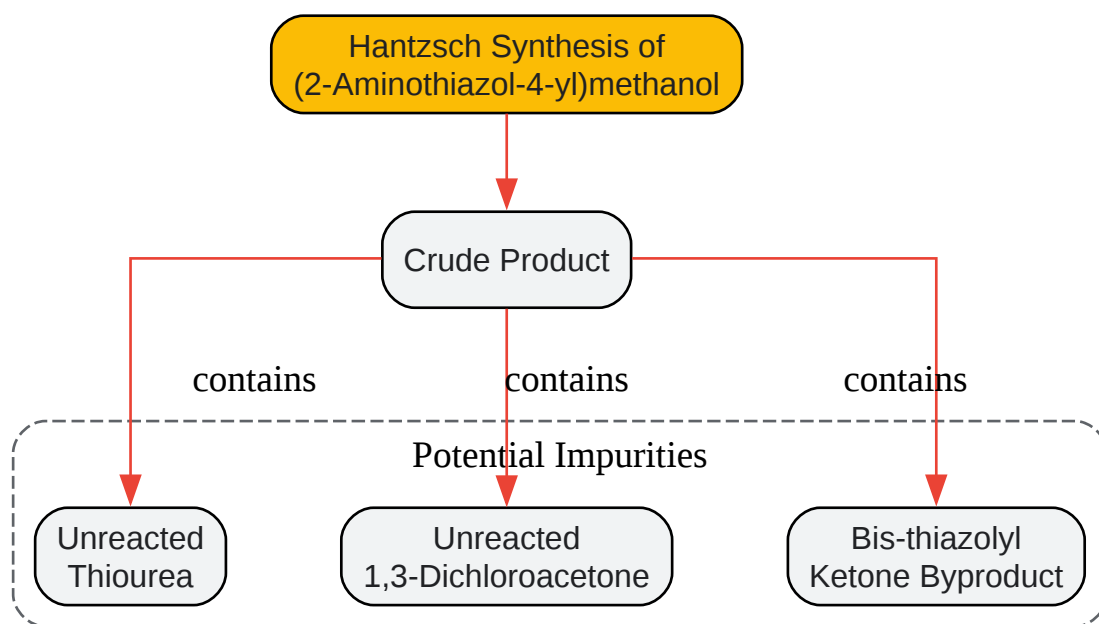 Hantzsch Synthesis of
(2-Aminothiazol-4-yl)methanol
Crude Product
contains
contains
contains
Potential Impurities
Unreacted
Thiourea
Unreacted
1,3-Dichloroacetone
Bis-thiazolyl
Ketone Byproduct